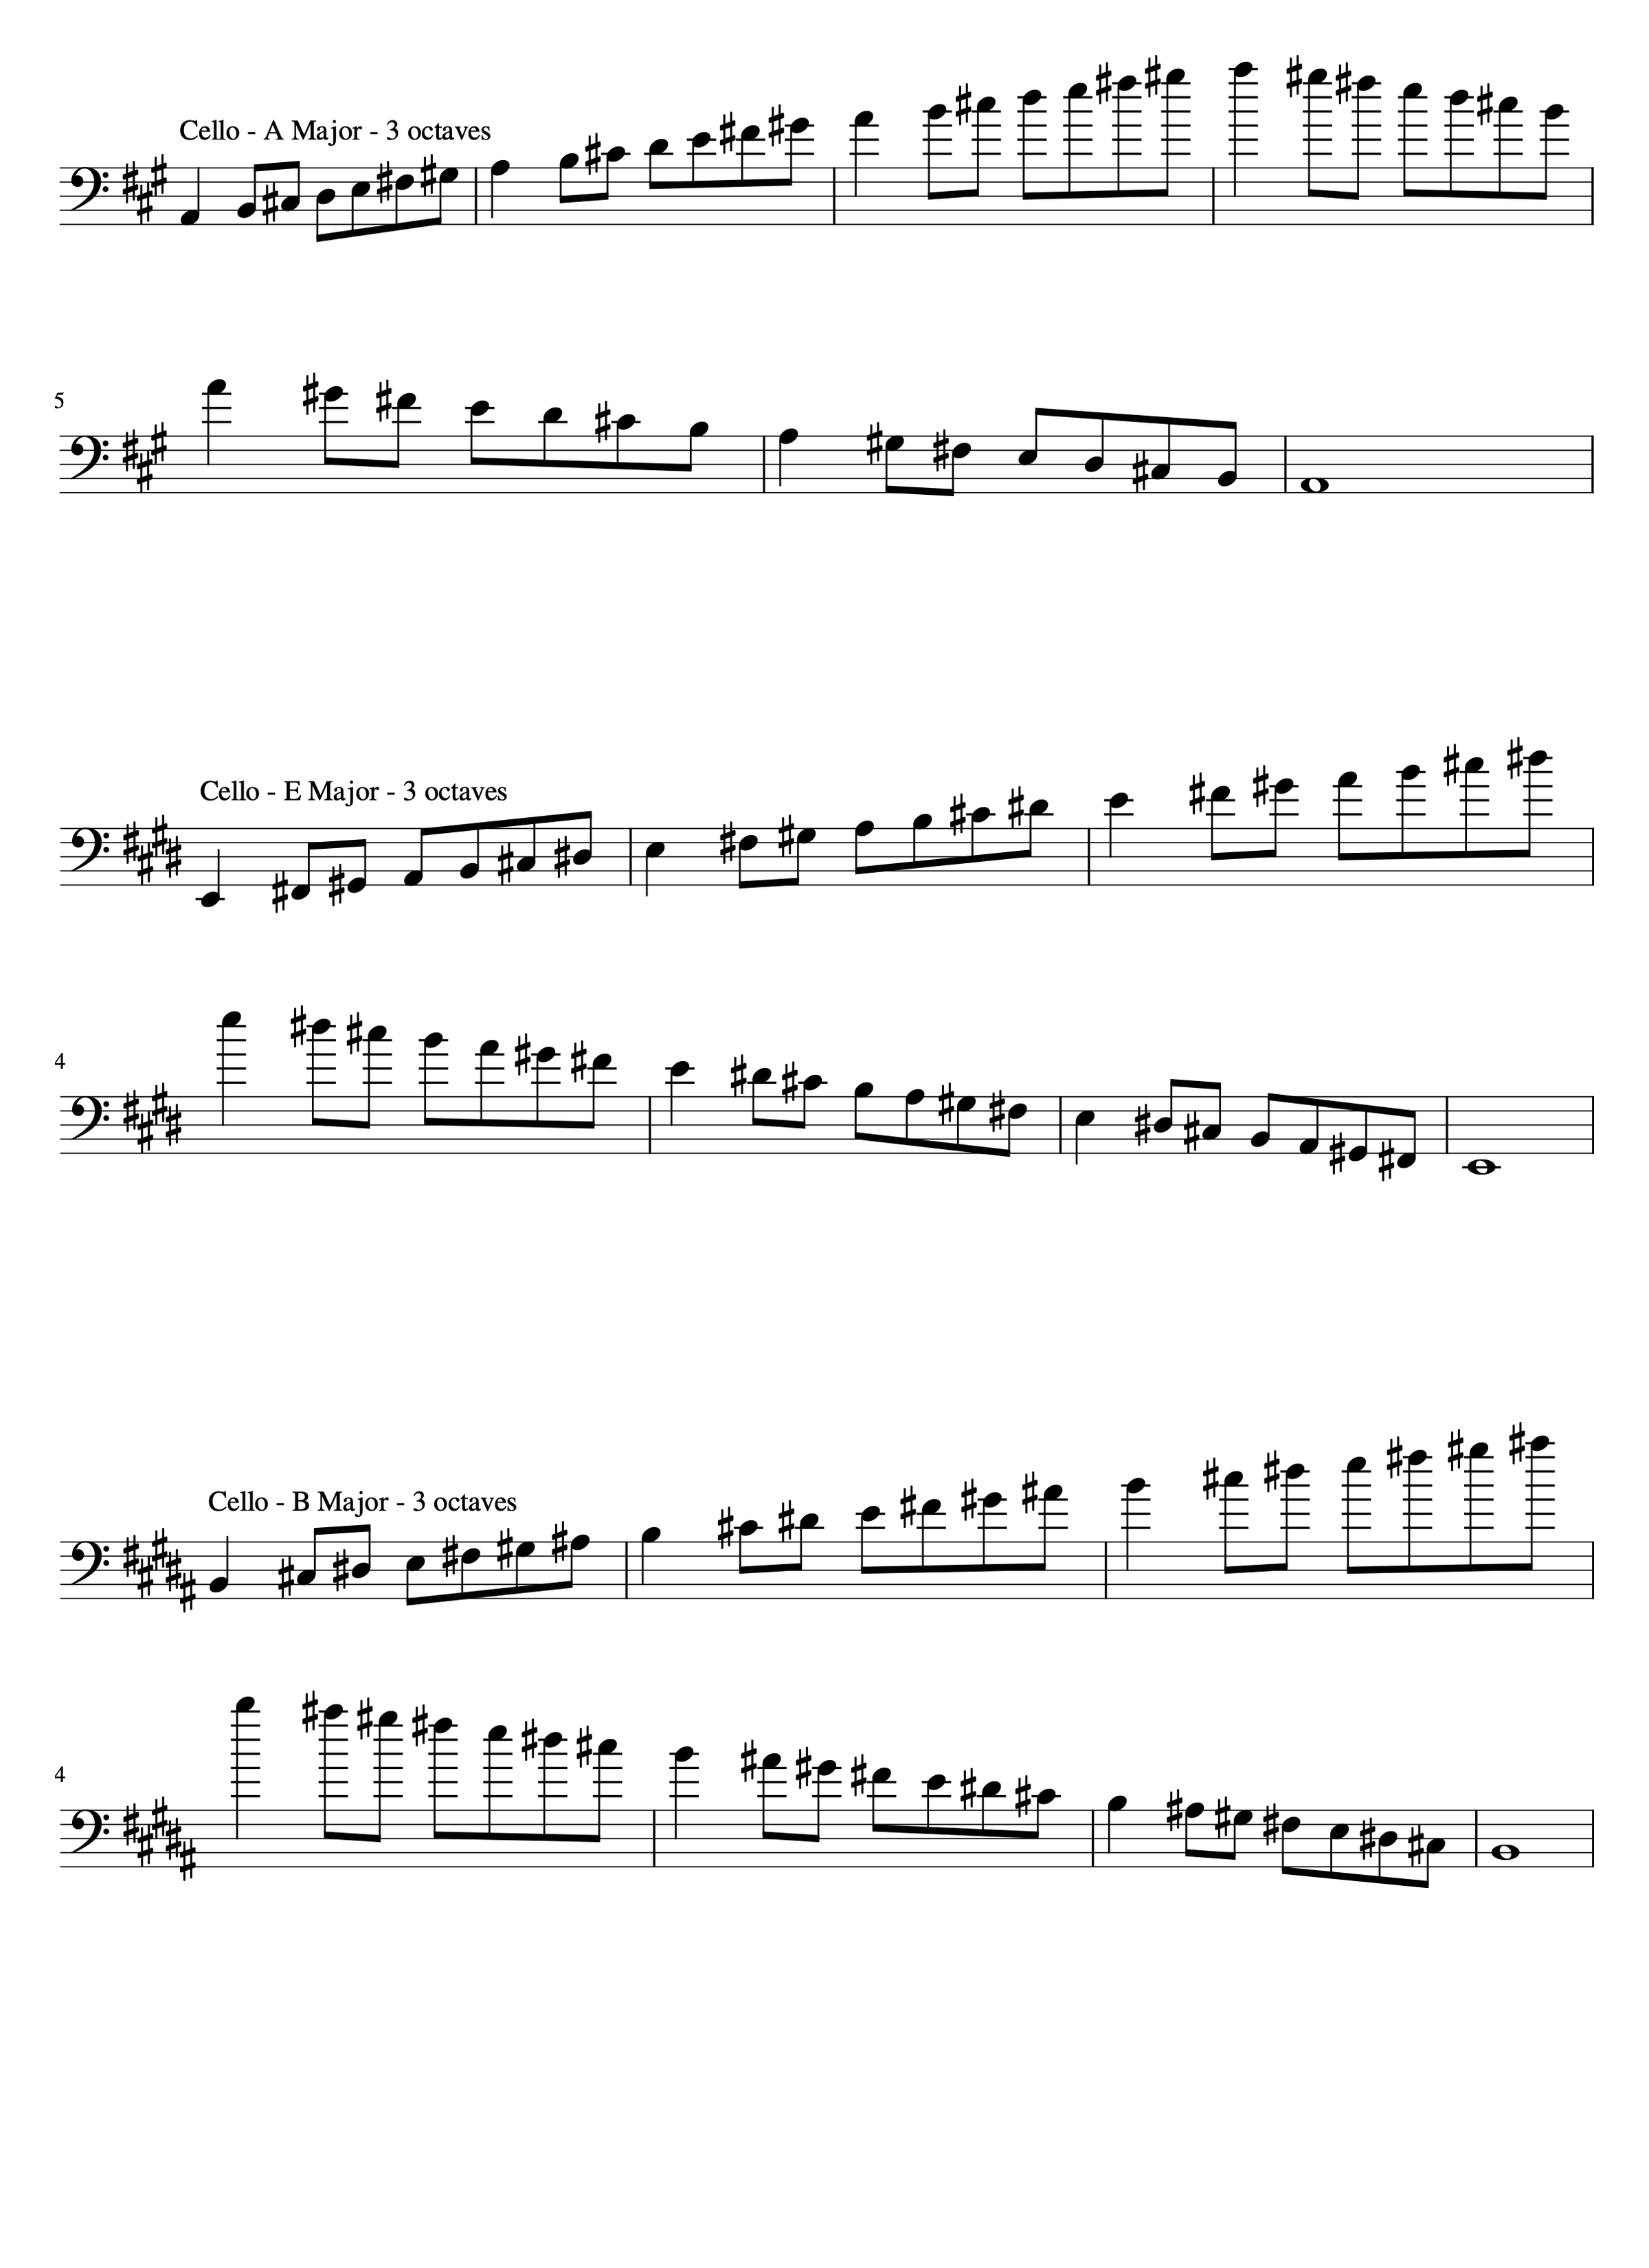 Cello - A Major - 3 octaves
5
Cello - E Major - 3 octaves
4
Cello - B Major - 3 octaves
4